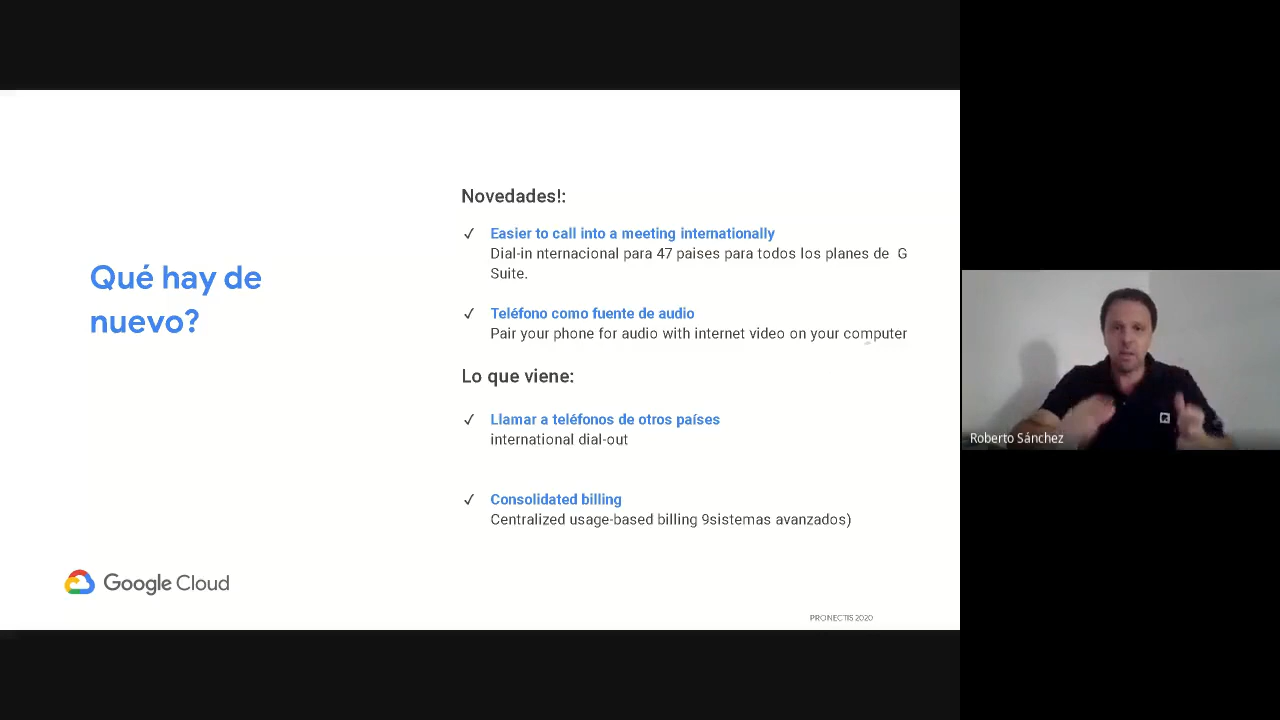 Qué hay de
nuevo?
Novedades!:
✓ Easier to call into a meeting internationally
Dial-in nternacional para 47 paises para todos los planes de G
Suite.
✓ Teléfono como fuente de audio
Pair your phone for audio with internet video on your computer
Lo que viene:
✓ Llamar a teléfonos de otros países
international dial-out
✓ Consolidated billing
Centralized usage-based billing 9sistemas avanzados)
Google Cloud
PRONECTIS 2020
Roberto Sánchez